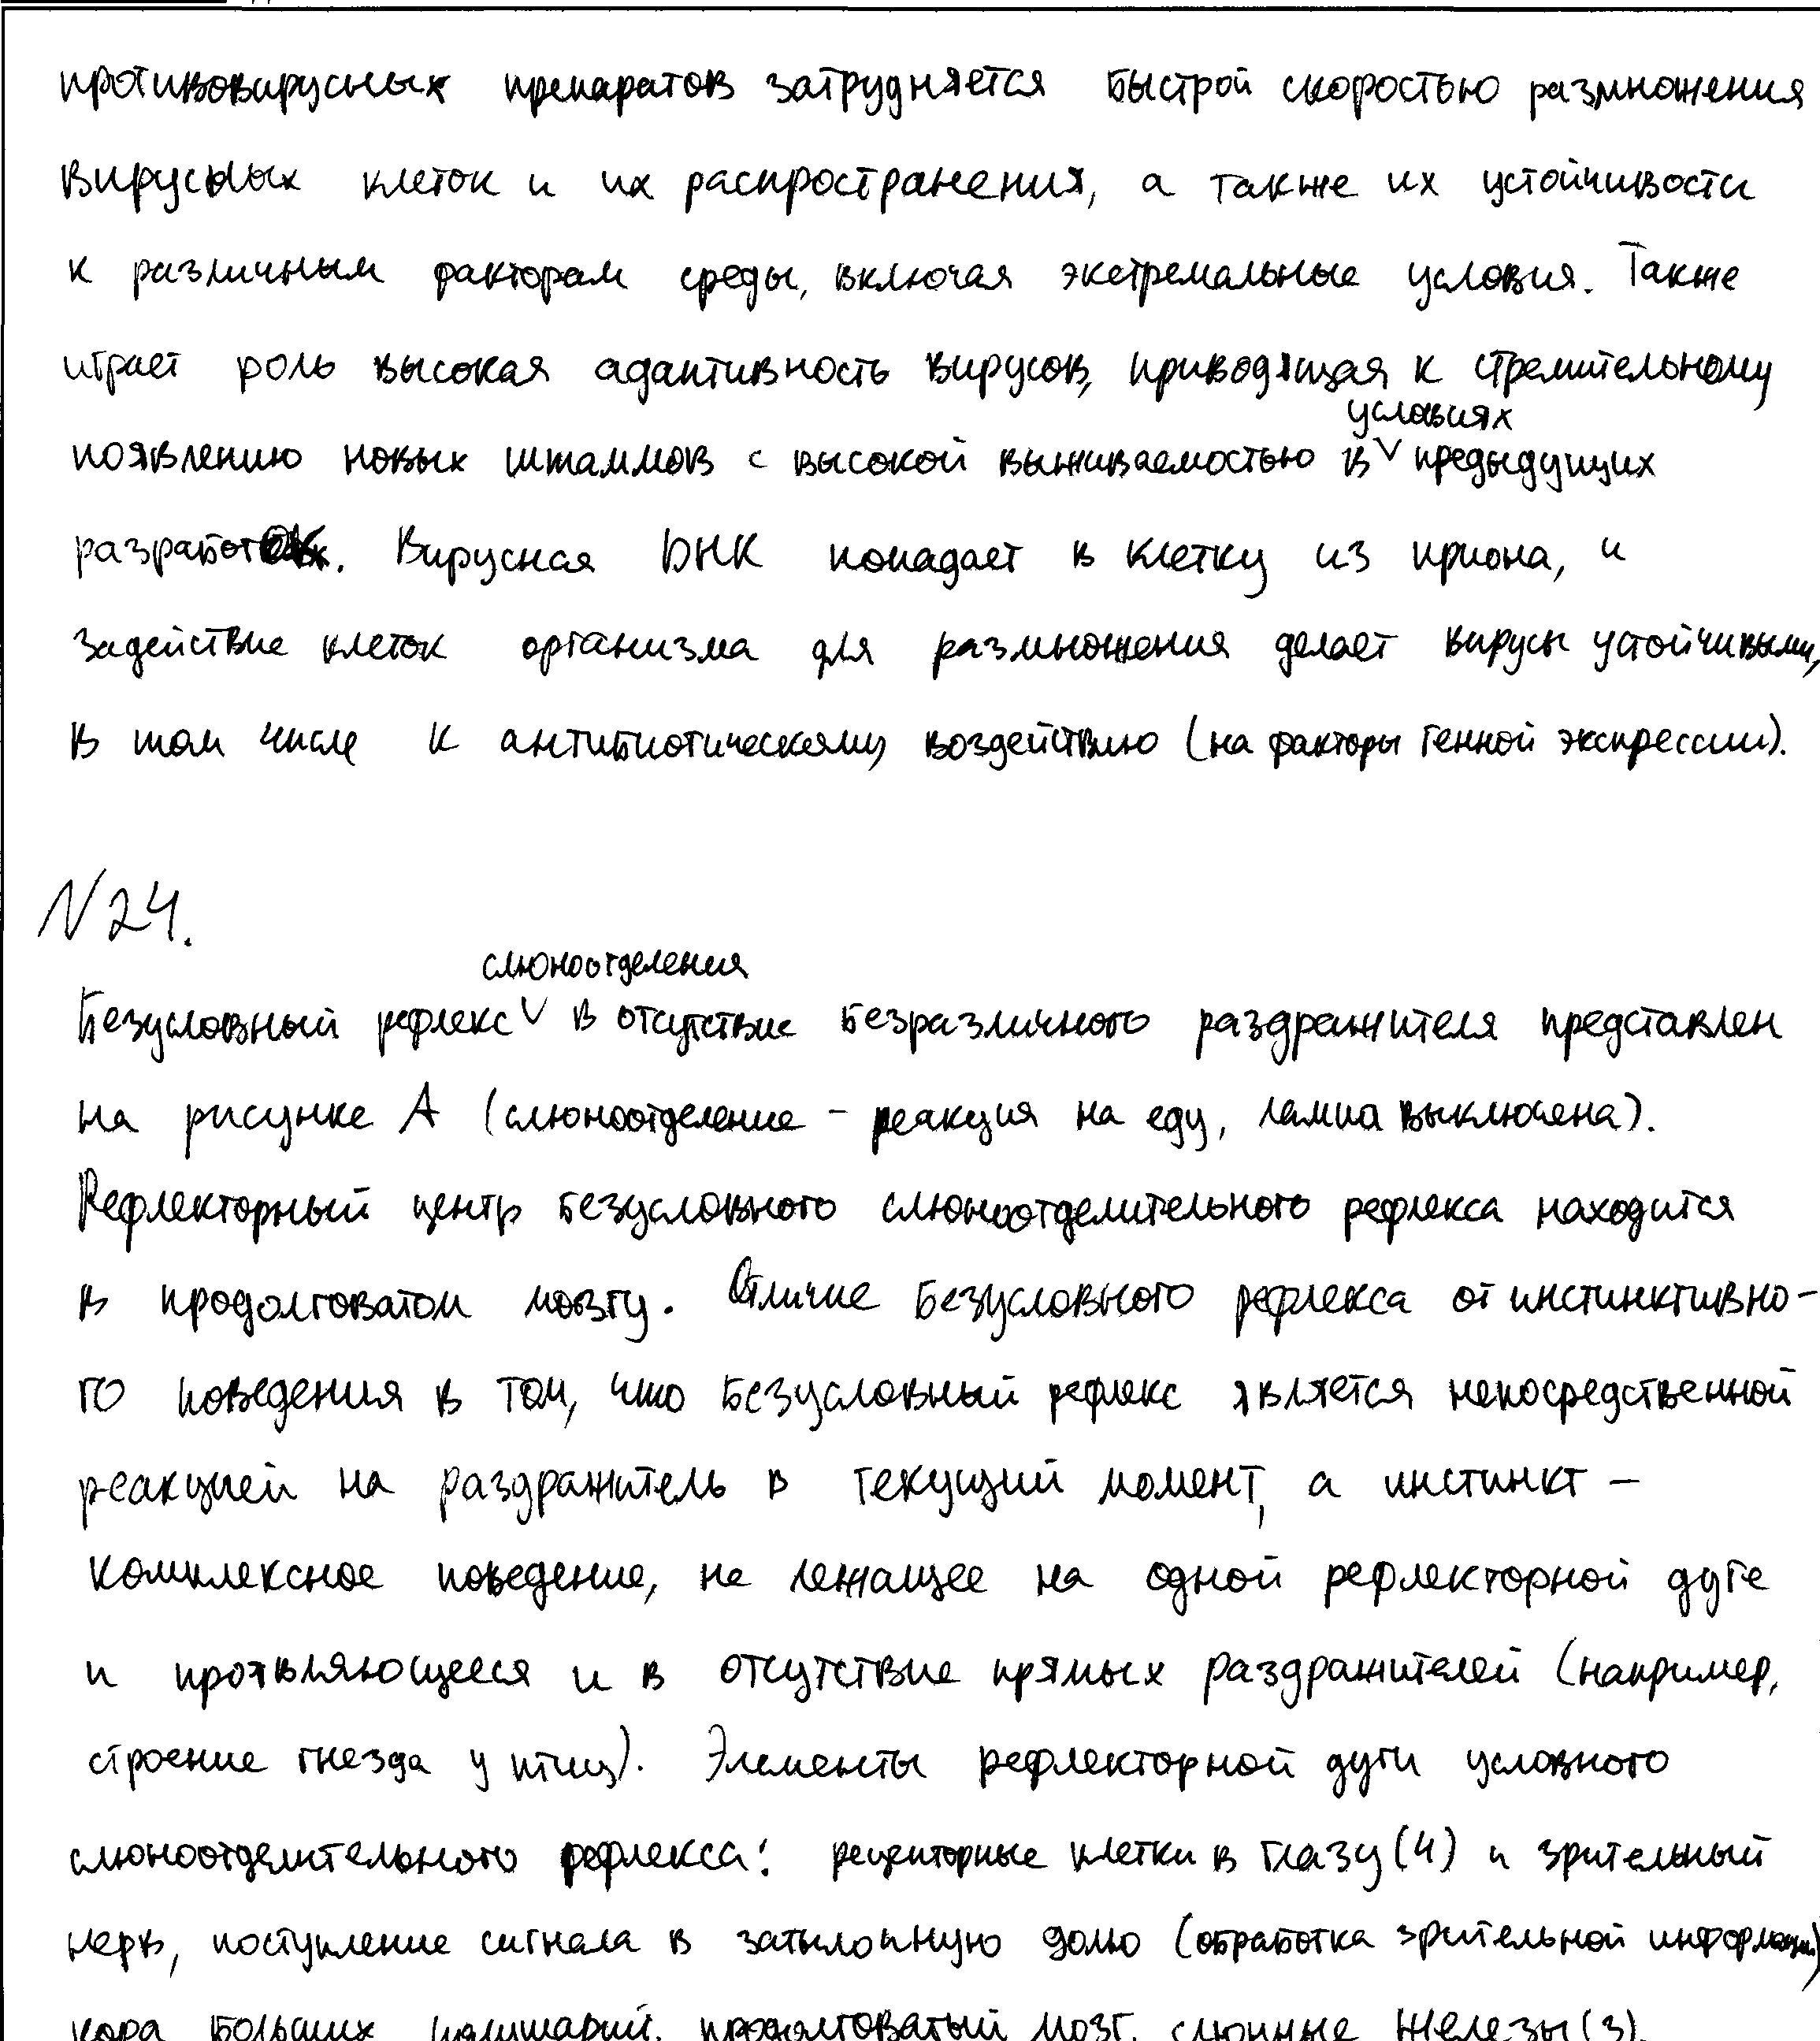 противовирусных препаратов затрудняется быстрой скоростью размножения
вирусных клеток и их распространения, а также их устойчивости
к различным факторам среды, включая экстремальные условия. Также
играет роль высокая адаптивность вирусов, приводящая к стремительному
условиях
появлению новых штаммов с высокой выживаемостью в ∨ предыдущих
разработок. Вирусная ДНК попадает в клетку из приона, и
задействие клеток организма для размножения делает вирусы устойчивыми,
в том числе к антибиотическому воздействию (на факторы генной экспрессии).
N24.
слюноотделения
Безусловный рефлекс ∨ в отсутствие безразличного раздражителя представлен
на рисунке А (слюноотделение – реакция на еду, лампа выключена).
Рефлекторный центр безусловного слюноотделительного рефлекса находится
в продолговатом мозгу. Отличие безусловного рефлекса от инстинктивно-
го поведения в том, что безусловный рефлекс является непосредственной
реакцией на раздражитель в текущий момент, а инстинкт –
комплексное поведение, не лежащее на одной рефлекторной дуге
и проявляющееся и в отсутствие прямых раздражителей (например,
строение гнезда у птиц). Элементы рефлекторной дуги условного
слюноотделительного рефлекса: рецепторные клетки в глазу (4) и зрительный
нерв, поступление сигнала в затылочную долю (обработка зрительной информации)
кора больших полушарий, продолговатый мозг, слюнные железы (3).